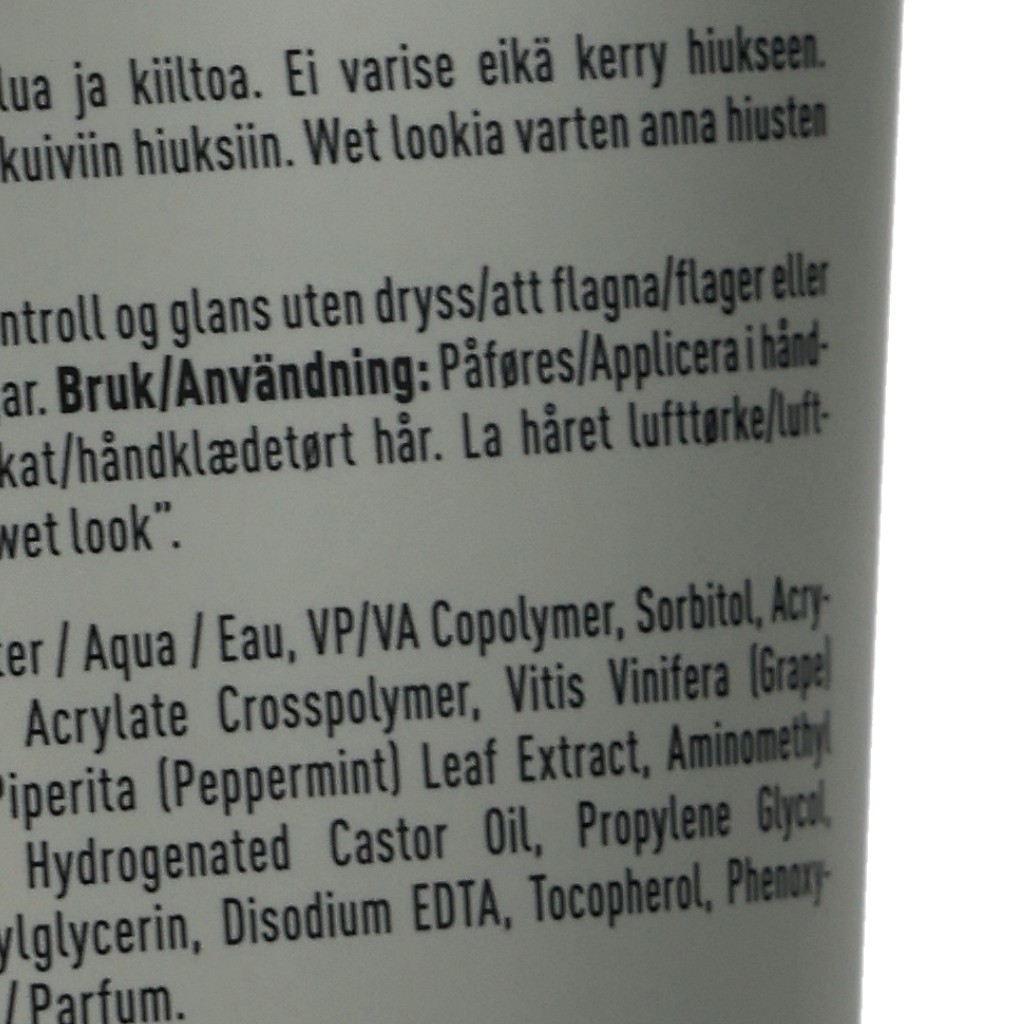 lua ja kiiltoa. Ei varise eikä kerry hiukseen.
kuiviin hiuksiin. Wet lookia varten anna hiusten
ntroll og glans uten dryss/att flagna/flager eller
ar. Bruk/Användning: Påføres/Applicera i hånd-
kat/håndklædetørt hår. La håret lufttørke/luft-
wet look”.
ter / Aqua / Eau, VP/VA Copolymer, Sorbitol, Acry-
Acrylate Crosspolymer, Vitis Vinifera (Grape)
Piperita (Peppermint) Leaf Extract, Aminomethyl
Hydrogenated Castor Oil, Propylene Glycol,
ylglycerin, Disodium EDTA, Tocopherol, Phenoxy-
/ Parfum.